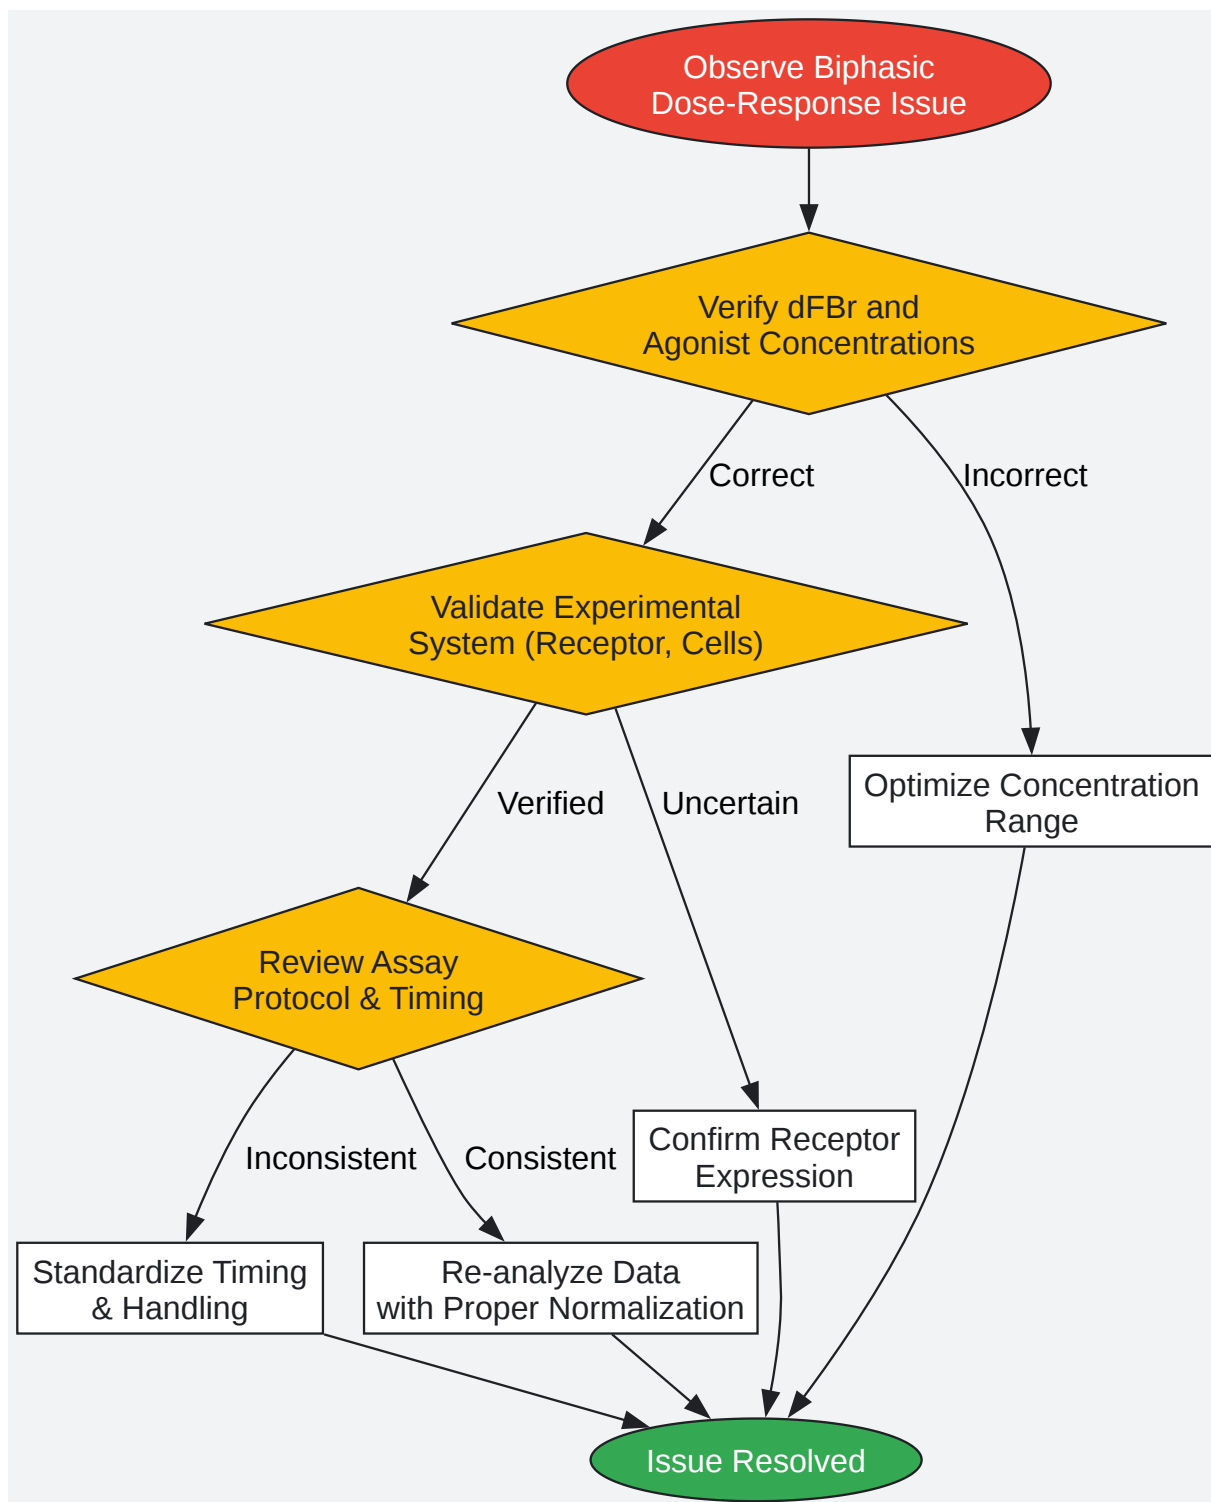 Observe Biphasic
Dose-Response Issue
Verify dFBr and
Agonist Concentrations
Correct
Incorrect
Validate Experimental
System (Receptor, Cells)
Verified
Uncertain
Optimize Concentration
Range
Review Assay
Protocol & Timing
Inconsistent
Consistent
Confirm Receptor
Expression
Standardize Timing
& Handling
Re-analyze Data
with Proper Normalization
Issue Resolved